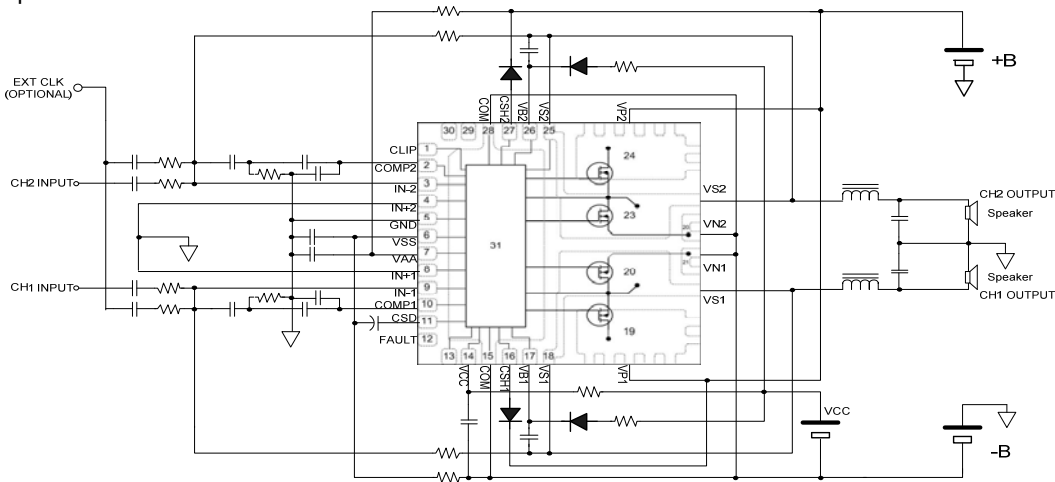 +B
EXT CLK
(OPTIONAL)
COM
CSH2
VB2
VS2
VP2
30
29
28
27
26
25
CLIP
1
COMP2
2
CH2 INPUT
IN-2
3
IN+2
4
GND
5
VSS
6
VAA
7
IN+1
8
CH1 INPUT
IN-1
9
COMP1
10
CSD
11
FAULT
12
31
24
23
20
19
VS2
VN2
VN1
VS1
CH2 OUTPUT
Speaker
Speaker
CH1 OUTPUT
13
14
15
16
17
18
VCC
COM
CSH1
VB1
VS1
VP1
VCC
-B